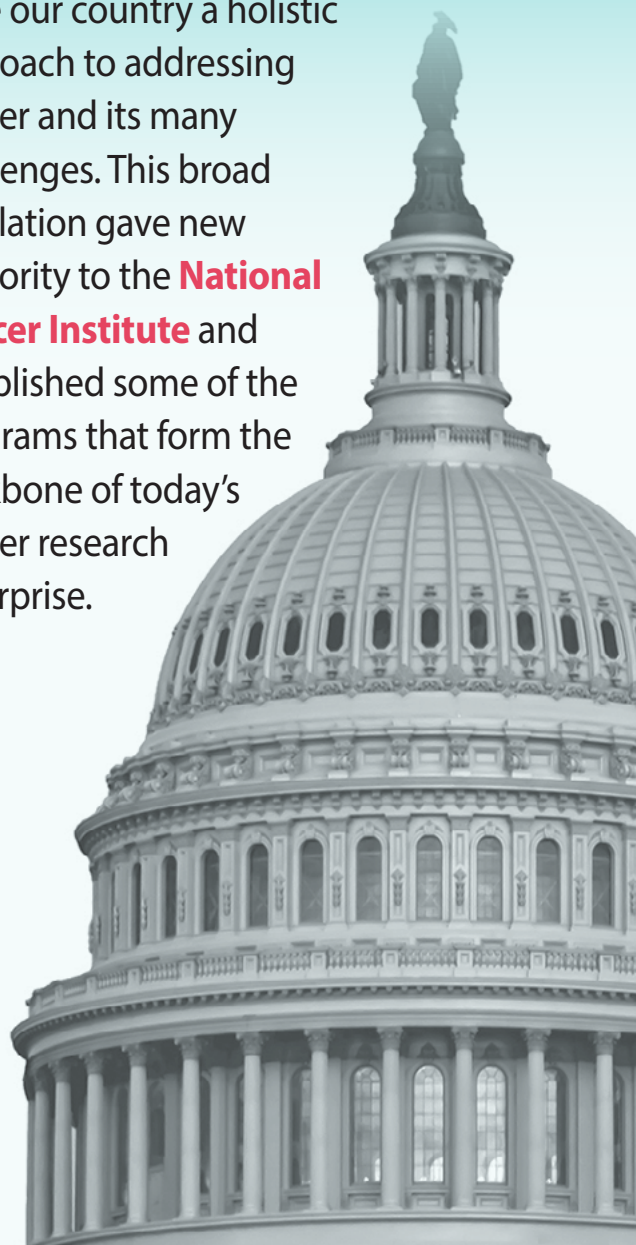 our country a holistic
oach to addressing
er and its many
enges. This broad
lation gave new
ority to the National
cer Institute and
blished some of the
rams that form the
bone of today's
er research
rprise.